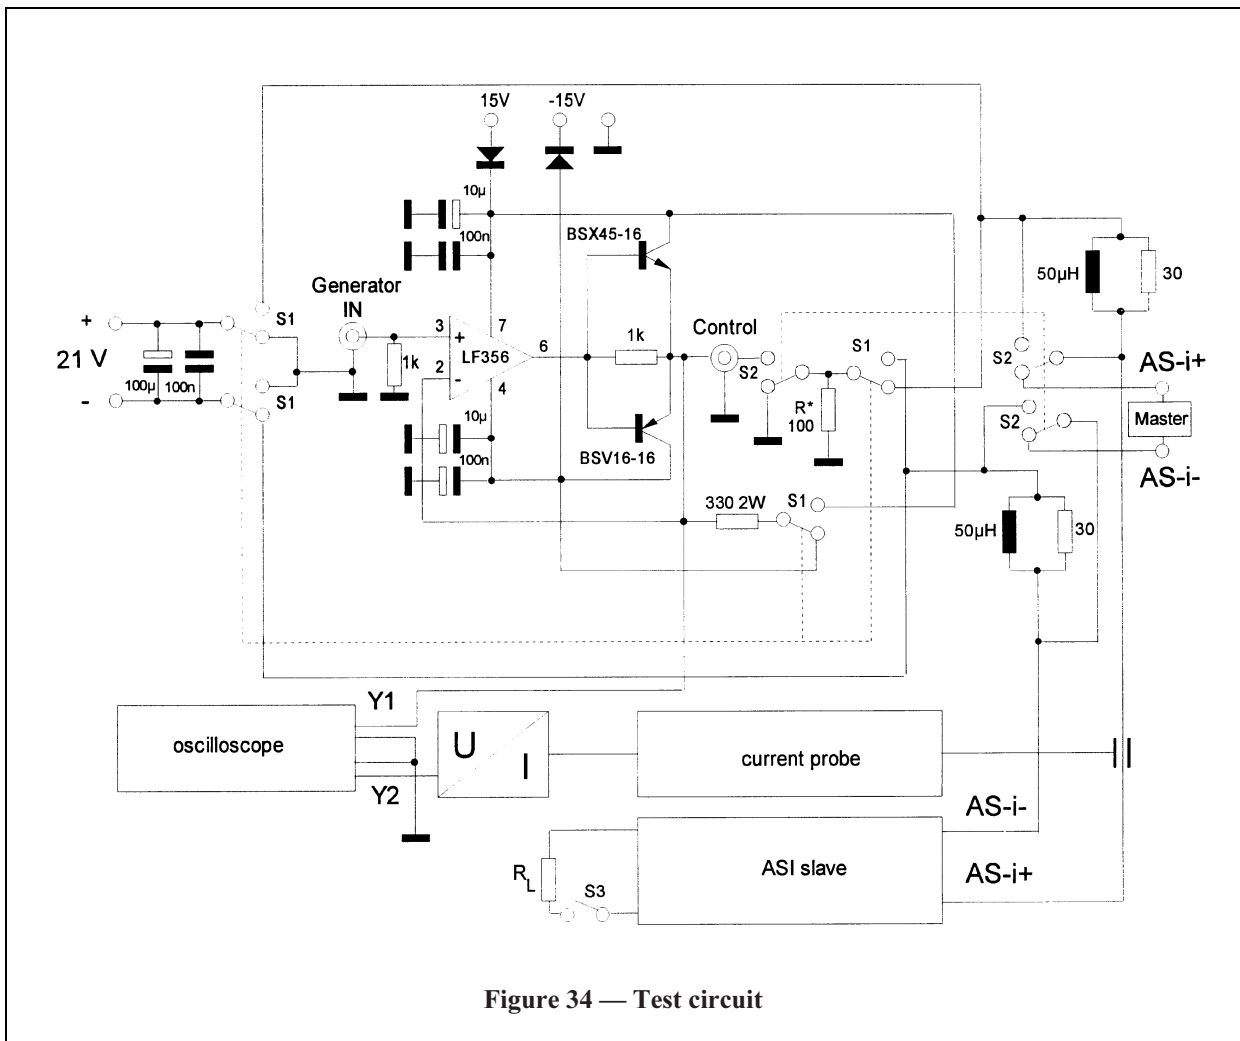 15V
-15V
10µ
100n
BSX45-16
50µH
30
Generator
IN
+
21 V
-
100µ
100n
S1
S1
1k
3
+
2
-
LF356
7
4
6
1k
Control
S2
S1
R*
100
S2
S2
AS-i+
Master
AS-i-
10µ
100n
BSV16-16
330 2W
S1
50µH
30
oscilloscope
Y1
Y2
U
I
current probe
AS-i-
ASI slave
AS-i+
RL
S3
Figure 34 — Test circuit